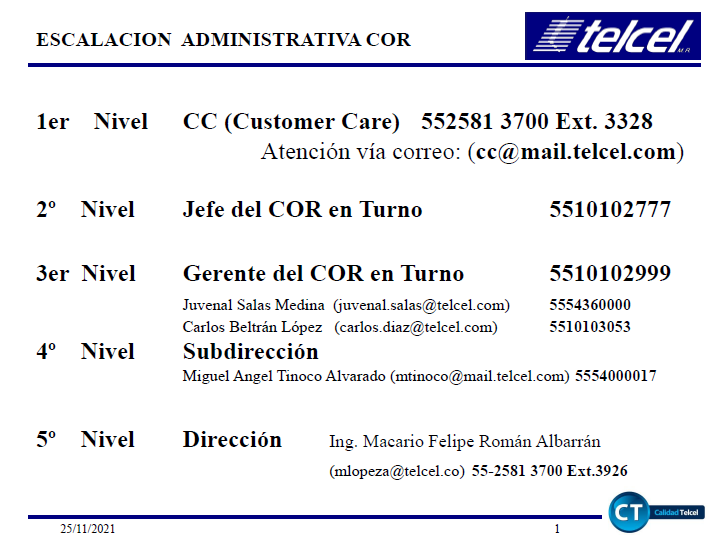 ESCALACION ADMINISTRATIVA COR
telcel M.R.
1er Nivel CC (Customer Care) 552581 3700 Ext. 3328
Atención vía correo: (cc@mail.telcel.com)
2º Nivel Jefe del COR en Turno 5510102777
3er Nivel Gerente del COR en Turno 5510102999
Juvenal Salas Medina (juvenal.salas@telcel.com) 5554360000
Carlos Beltrán López (carlos.diaz@telcel.com) 5510103053
4º Nivel Subdirección
Miguel Angel Tinoco Alvarado (mtinoco@mail.telcel.com) 5554000017
5º Nivel Dirección Ing. Macario Felipe Román Albarrán
(mlopeza@telcel.co) 55-2581 3700 Ext.3926
CT Calidad Telcel
25/11/2021 1